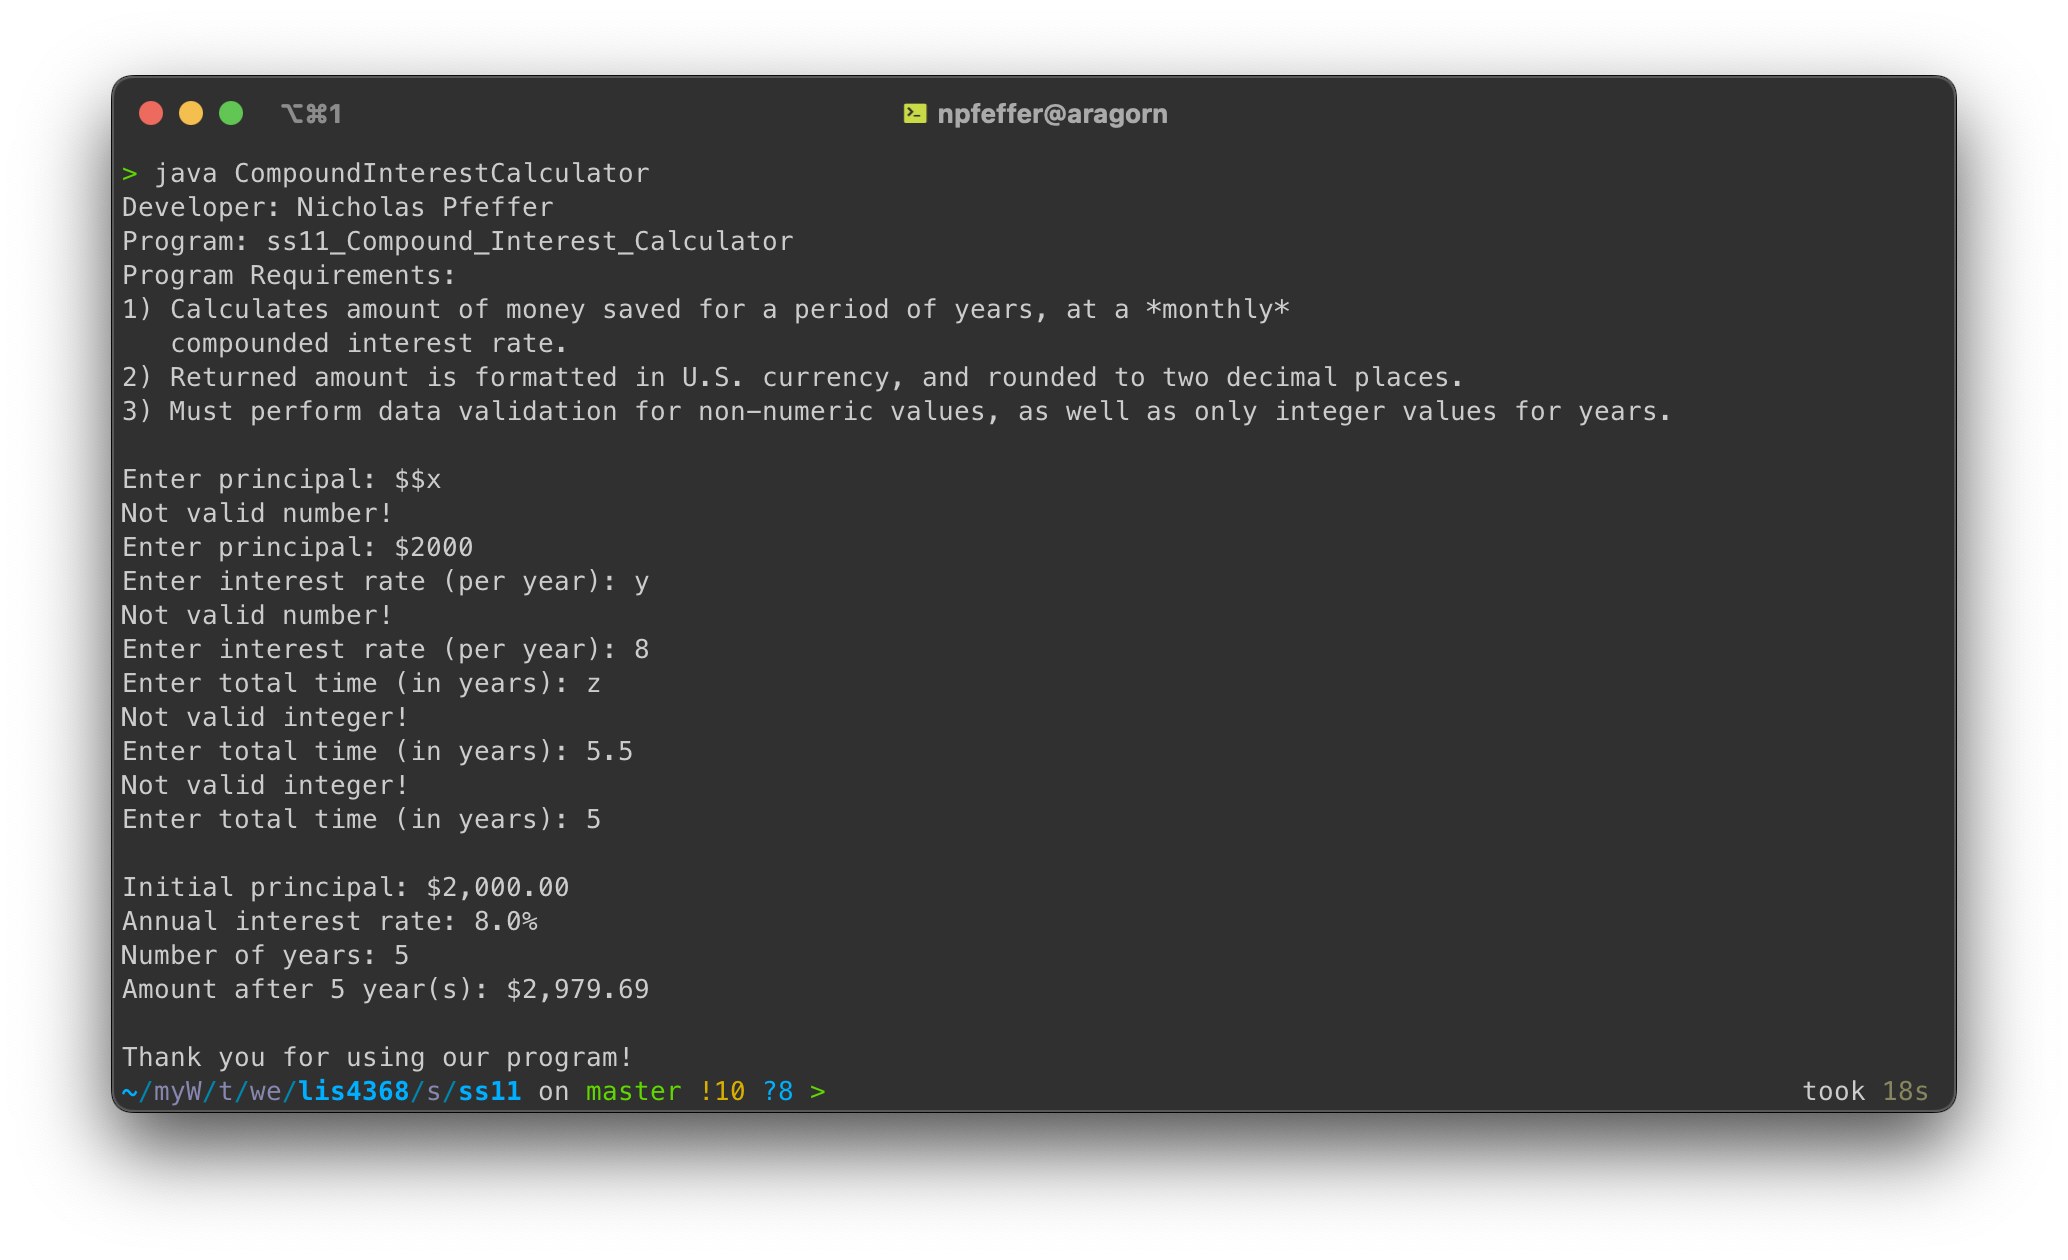 ⌥⌘1 npfeffer@aragorn
> java CompoundInterestCalculator
Developer: Nicholas Pfeffer
Program: ss11_Compound_Interest_Calculator
Program Requirements:
1) Calculates amount of money saved for a period of years, at a *monthly*
   compounded interest rate.
2) Returned amount is formatted in U.S. currency, and rounded to two decimal places.
3) Must perform data validation for non-numeric values, as well as only integer values for years.

Enter principal: $$x
Not valid number!
Enter principal: $2000
Enter interest rate (per year): y
Not valid number!
Enter interest rate (per year): 8
Enter total time (in years): z
Not valid integer!
Enter total time (in years): 5.5
Not valid integer!
Enter total time (in years): 5

Initial principal: $2,000.00
Annual interest rate: 8.0%
Number of years: 5
Amount after 5 year(s): $2,979.69

Thank you for using our program!
~/myW/t/we/lis4368/s/ss11 on master !10 ?8 > took 18s